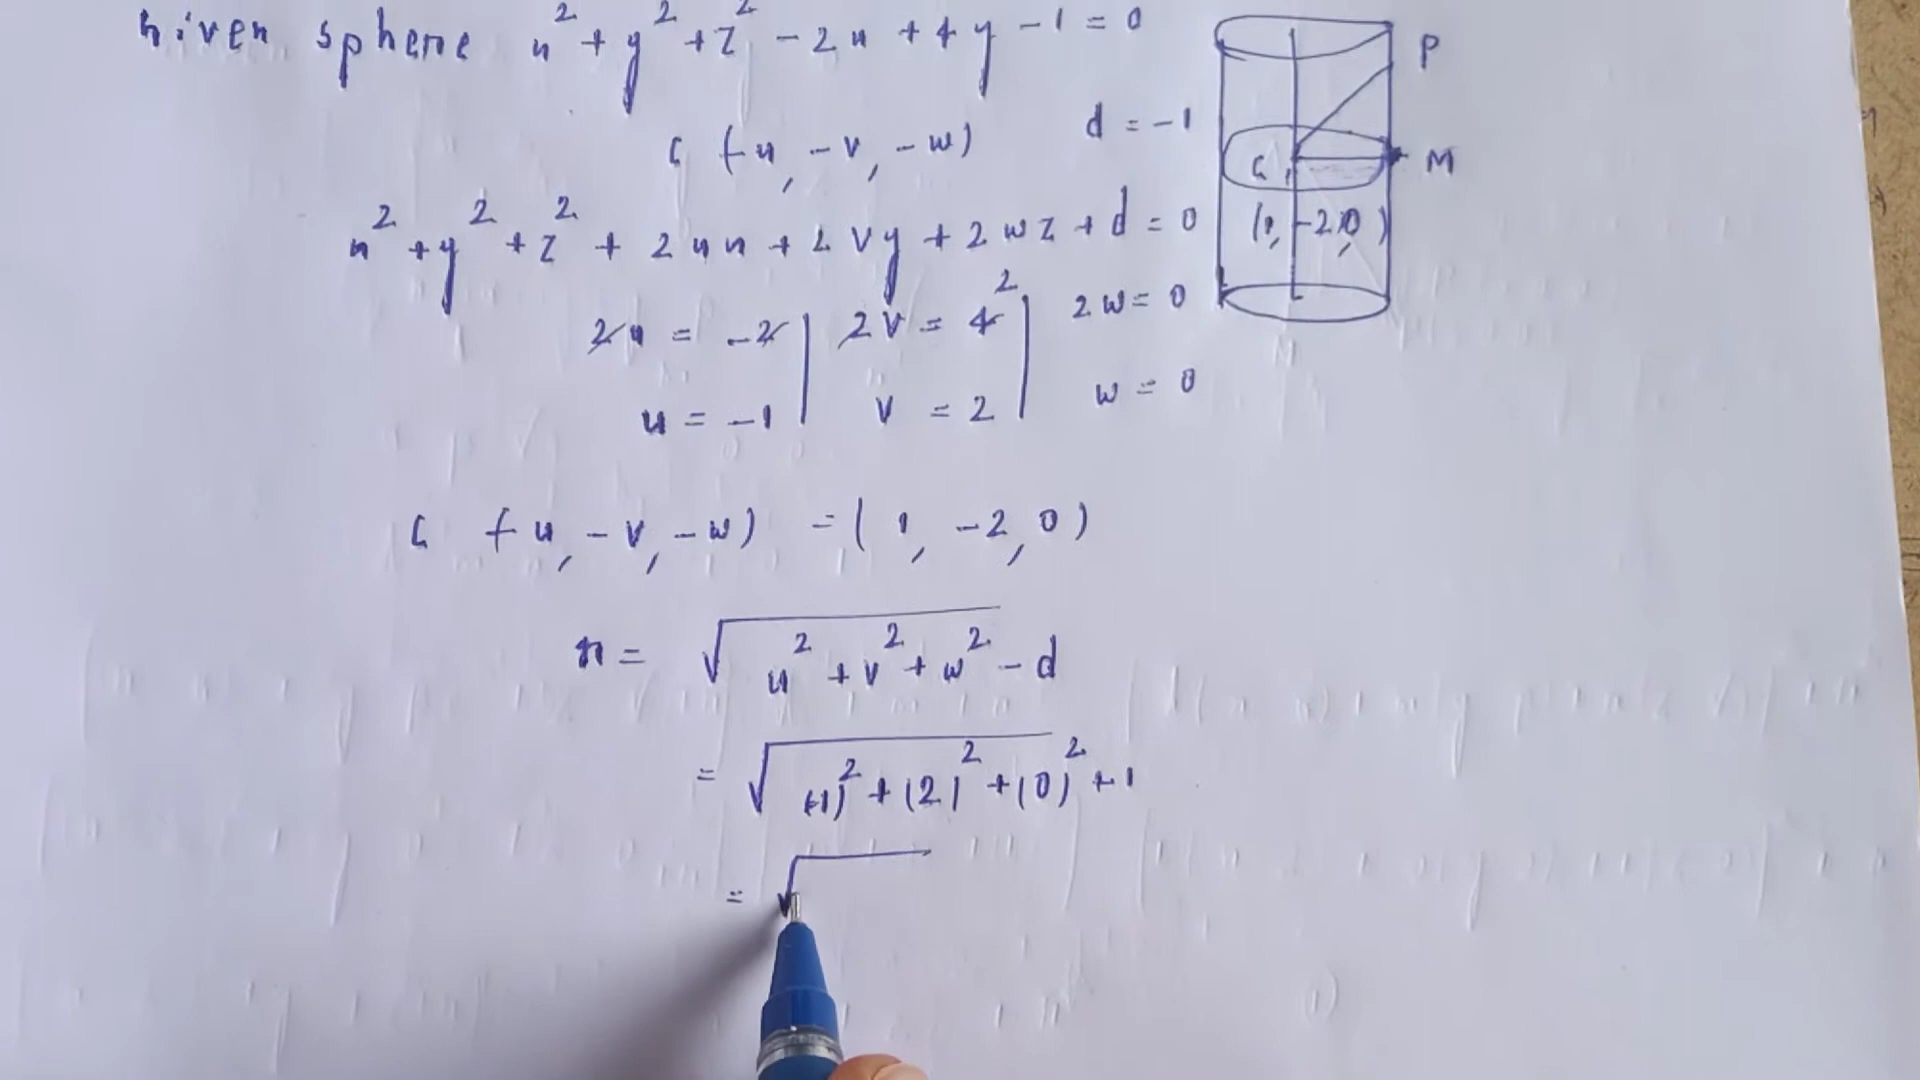 Given sphere x² + y² + z² - 2x + 4y - 1 = 0
P
C (-u, -v, -w)
d = -1
C
M
x² + y² + z² + 2ux + 2vy + 2wz + d = 0
(1, -2, 0)
2u = -2 | 2v = 4 2 | 2w = 0
u = -1 | v = 2 | w = 0
C (-u, -v, -w) = (1, -2, 0)
r = √u² + v² + w² - d
= √(-1)² + (2)² + (0)² + 1
= √